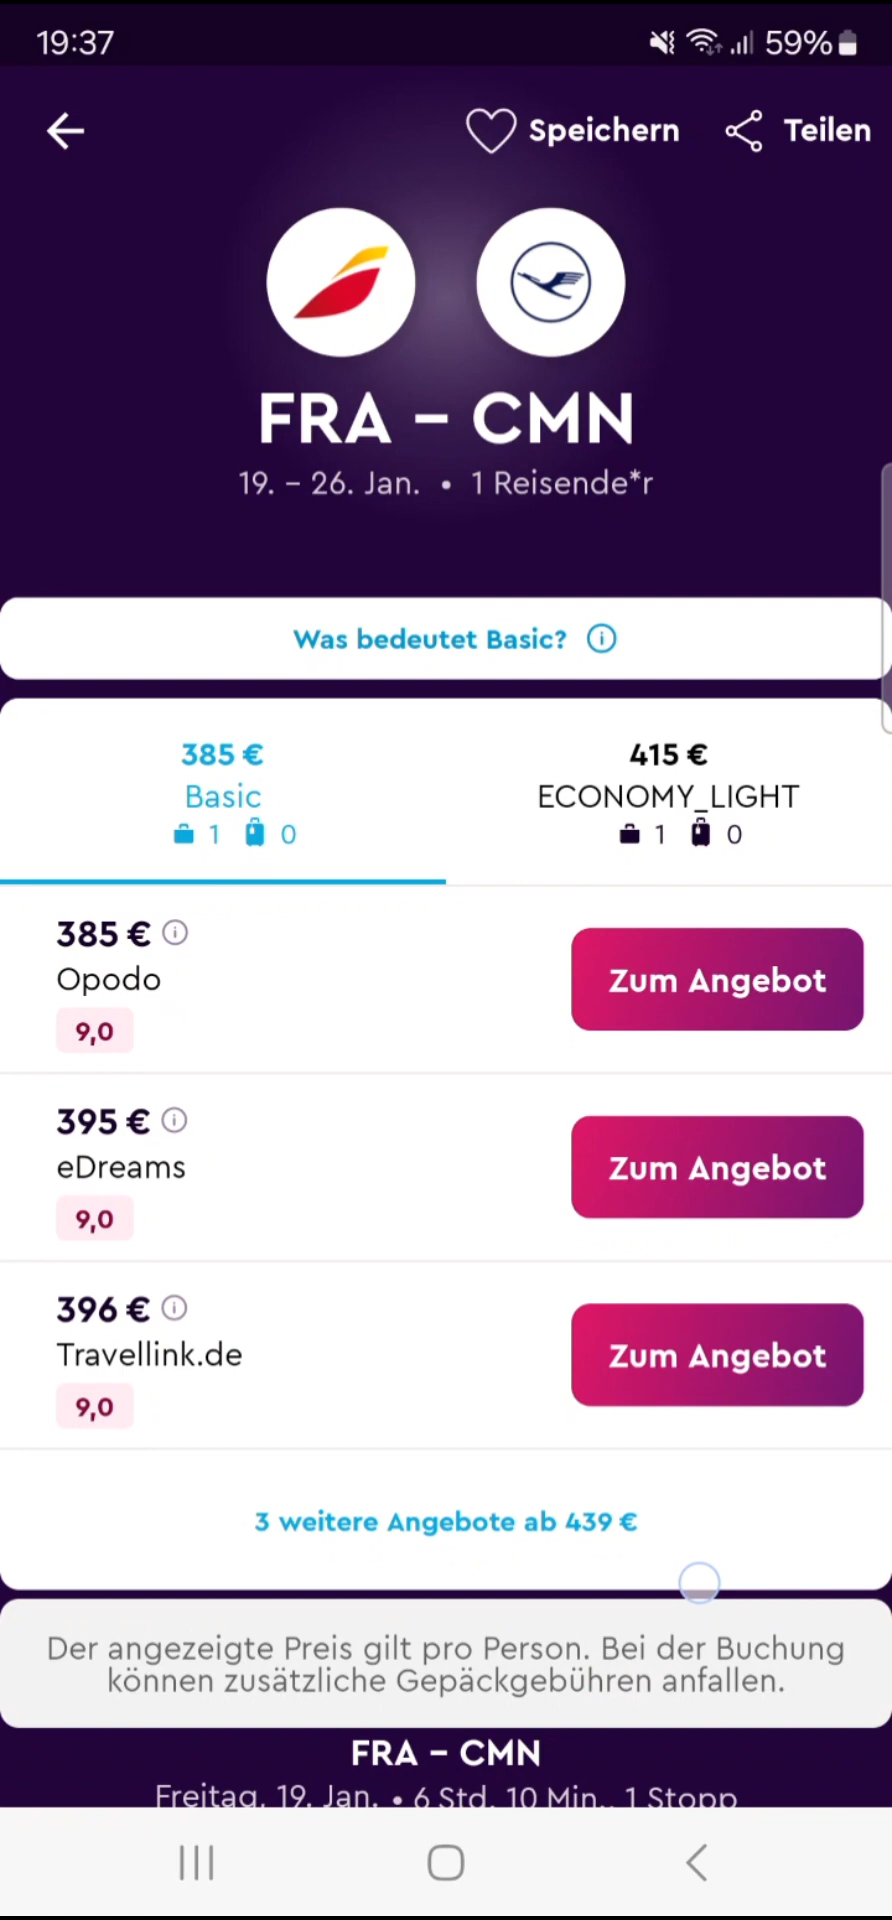 19:37
59%
Speichern
Teilen
FRA – CMN
19. – 26. Jan. • 1 Reisende*r
Was bedeutet Basic?
385 €
Basic
1 0
415 €
ECONOMY_LIGHT
1 0
385 €
Opodo
9,0
Zum Angebot
395 €
eDreams
9,0
Zum Angebot
396 €
Travellink.de
9,0
Zum Angebot
3 weitere Angebote ab 439 €
Der angezeigte Preis gilt pro Person. Bei der Buchung
können zusätzliche Gepäckgebühren anfallen.
FRA – CMN
Freitag, 19. Jan. • 6 Std. 10 Min., 1 Stopp